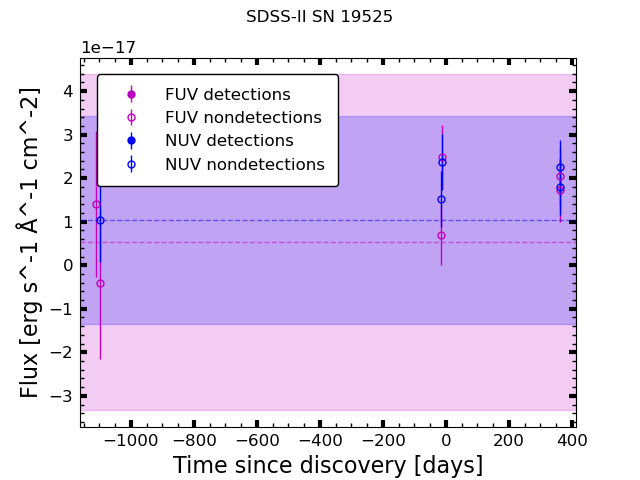 SDSS-II SN 19525
1e−17
FUV detections
FUV nondetections
NUV detections
NUV nondetections
4
3
2
1
0
−1
−2
−3
Flux [erg s^-1 Å^-1 cm^-2]
−1000 −800 −600 −400 −200 0 200 400
Time since discovery [days]